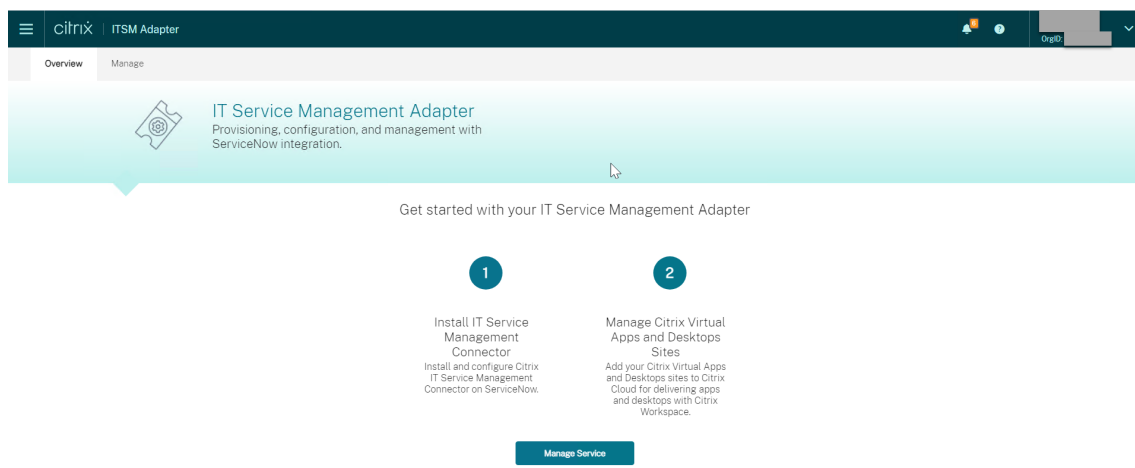 citrix | ITSM Adapter
6
?
OrgID:
Overview Manage
IT Service Management Adapter
Provisioning, configuration, and management with
ServiceNow integration.
Get started with your IT Service Management Adapter
1
Install IT Service
Management
Connector
Install and configure Citrix
IT Service Management
Connector on ServiceNow.
2
Manage Citrix Virtual
Apps and Desktops
Sites
Add your Citrix Virtual Apps
and Desktops sites to Citrix
Cloud for delivering apps
and desktops with Citrix
Workspace.
Manage Service